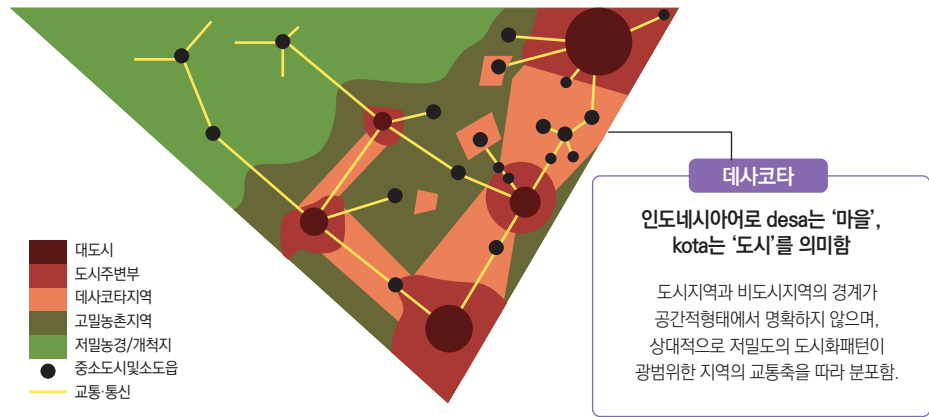 대도시
도시주변부
데사코타지역
고밀농촌지역
저밀농경/개척지
중소도시및소도읍
교통·통신
데사코타
인도네시아어로 desa는 ‘마을’,
kota는 ‘도시’를 의미함
도시지역과 비도시지역의 경계가
공간적형태에서 명확하지 않으며,
상대적으로 저밀도의 도시화패턴이
광범위한 지역의 교통축을 따라 분포함.